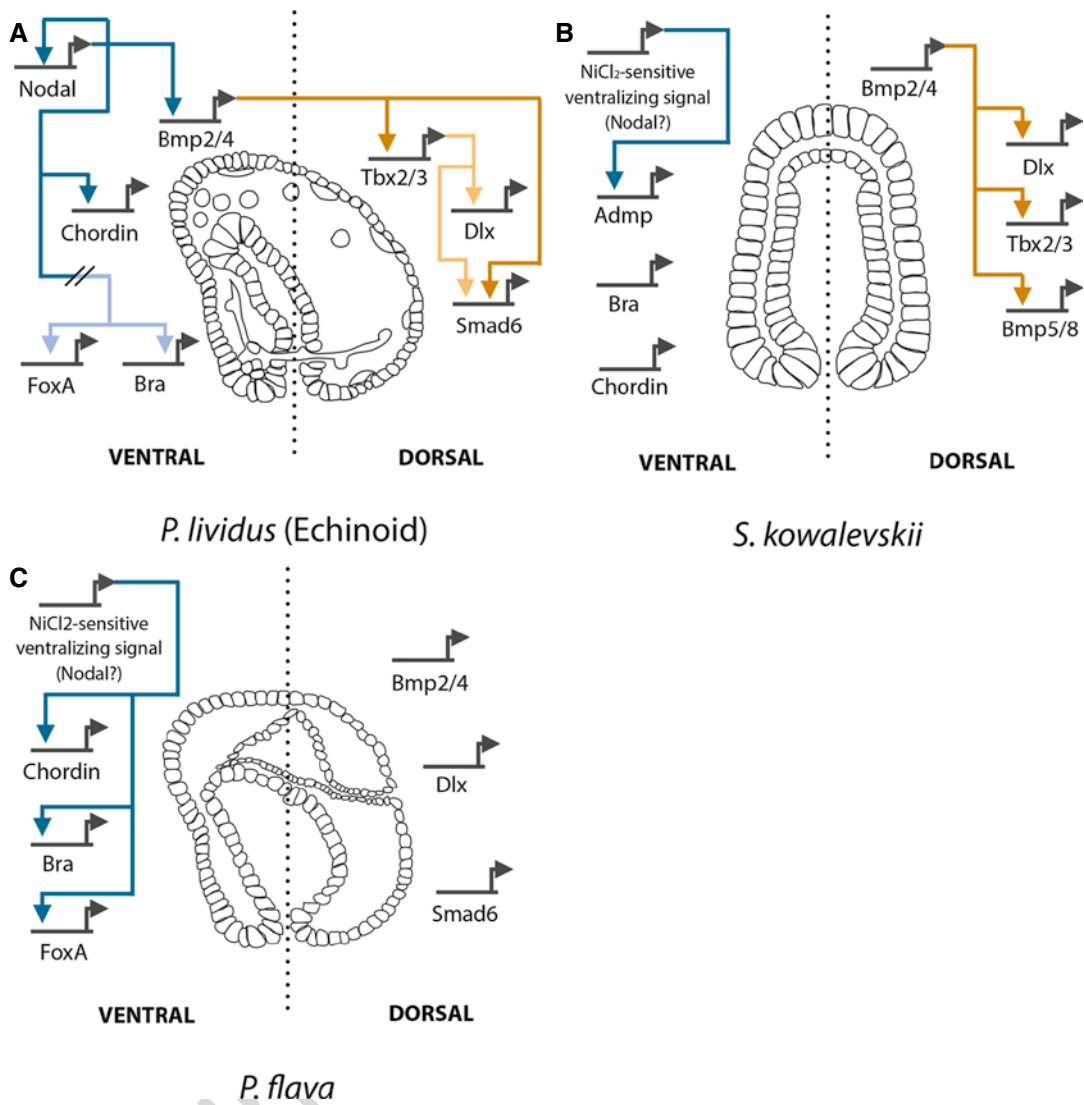 A
Nodal
Bmp2/4
Tbx2/3
Chordin
Dlx
Smad6
FoxA
Bra
VENTRAL
DORSAL
P. lividus (Echinoid)
B
NiCl₂-sensitive
ventralizing signal
(Nodal?)
Bmp2/4
Dlx
Admp
Tbx2/3
Bra
Bmp5/8
Chordin
VENTRAL
DORSAL
S. kowalevskii
C
NiCl2-sensitive
ventralizing signal
(Nodal?)
Bmp2/4
Chordin
Dlx
Bra
Smad6
FoxA
VENTRAL
DORSAL
P. flava